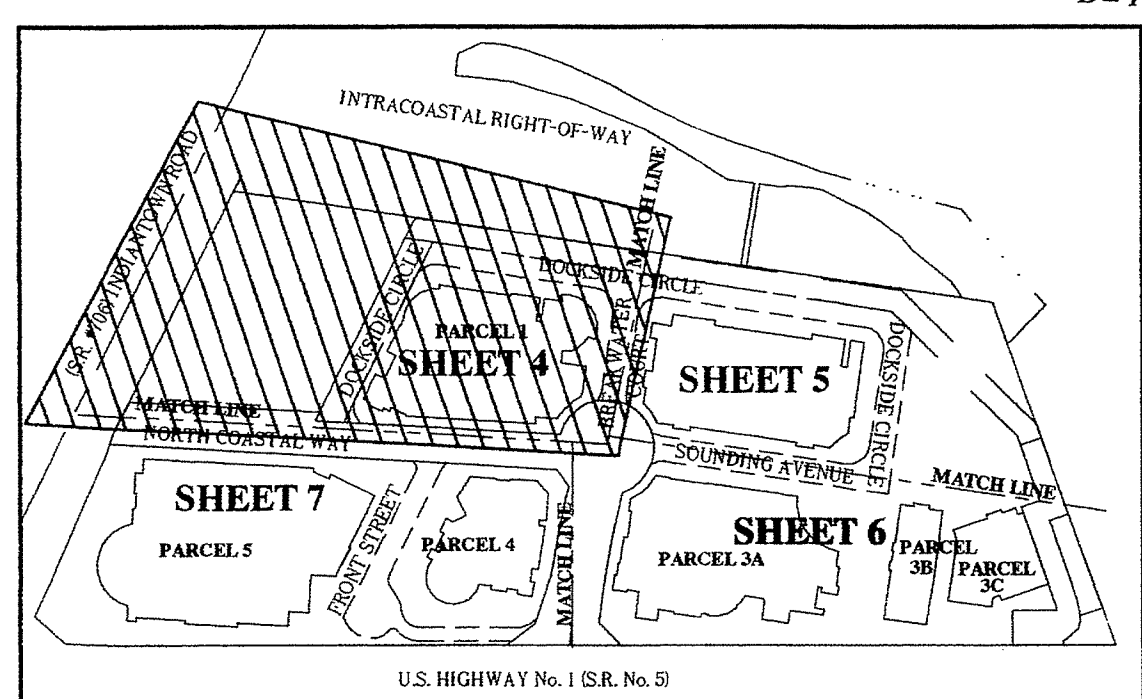 INTRACOASTAL RIGHT-OF-WAY
MATCH LINE
(S.R. #706) INDIANTOWN ROAD
DOCKSIDE CIRCLE
DOCKSIDE CIRCLE
PARCEL 1
SHEET 4
BREAKWATER
COURT
SHEET 5
DOCKSIDE CIRCLE
MATCH LINE
NORTH COASTAL WAY
SOUNDING AVENUE
MATCH LINE
SHEET 7
PARCEL 5
FRONT STREET
PARCEL 4
MATCH LINE
SHEET 6
PARCEL 3A
PARCEL
3B
PARCEL
3C
U.S. HIGHWAY No. 1 (S.R. No. 5)